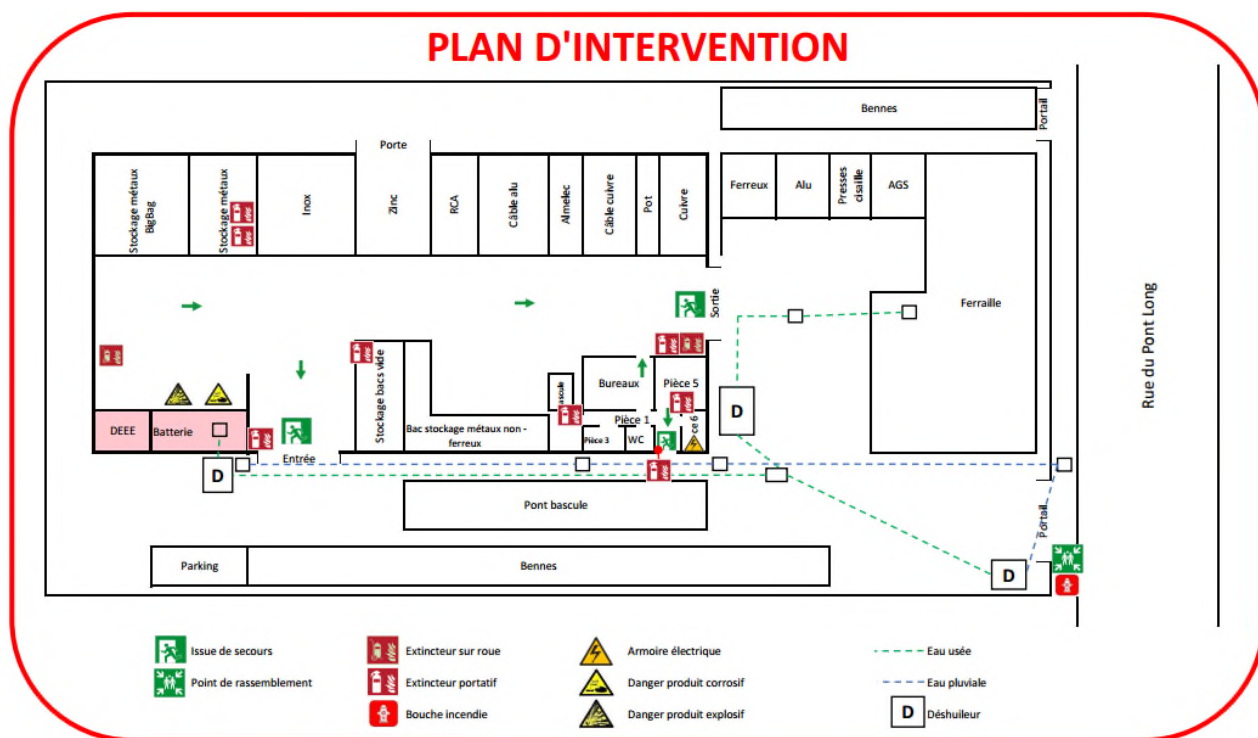 PLAN D'INTERVENTION
Bennes
Portail
Porte
Stockage métaux
BigBag
Stockage métaux
Inox
Zinc
RCA
Câble alu
Almelec
Câble cuivre
Pot
Cuivre
Ferreux
Alu
Presses
cisaille
AGS
Ferraille
Rue du Pont Long
Sortie
Stockage bacs vide
Bureaux
Pièce 5
ascule
Pièce 1
ce 6
DEEE
Batterie
Bac stockage métaux non -
ferreux
Pièce 3
WC
Entrée
D
D
D
Pont bascule
Portail
Parking
Bennes
Issue de secours
Point de rassemblement
Extincteur sur roue
Extincteur portatif
Bouche incendie
Armoire électrique
Danger produit corrosif
Danger produit explosif
Eau usée
Eau pluviale
D
Déshuileur